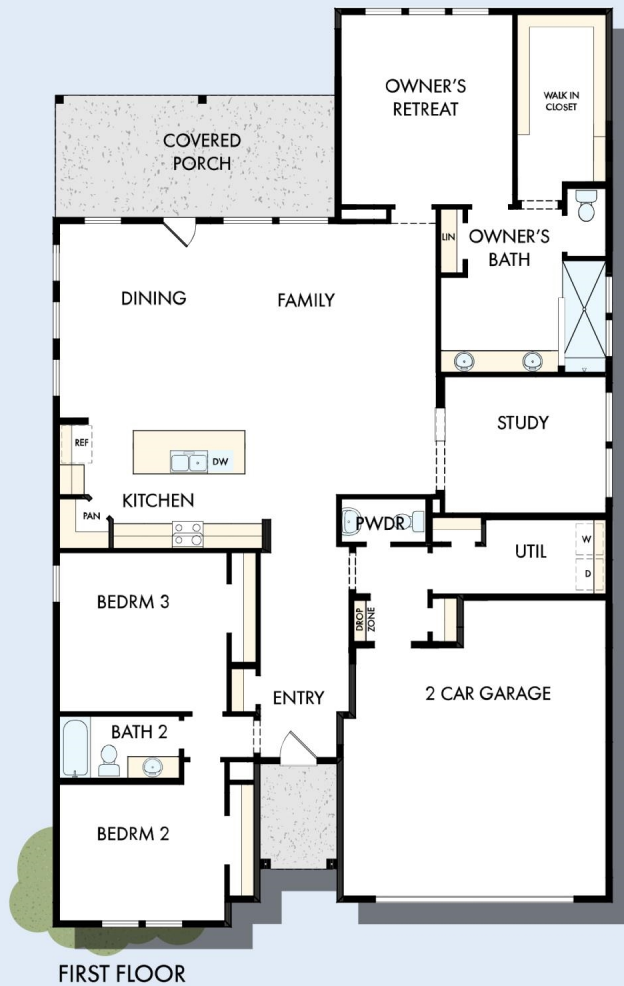 OWNER'S
RETREAT
WALK IN
CLOSET
COVERED
PORCH
LIN
OWNER'S
BATH
DINING
FAMILY
STUDY
REF
DW
KITCHEN
PAN
PWDR
UTIL
W
D
BEDRM 3
DROP
ZONE
ENTRY
2 CAR GARAGE
BATH 2
BEDRM 2
FIRST FLOOR